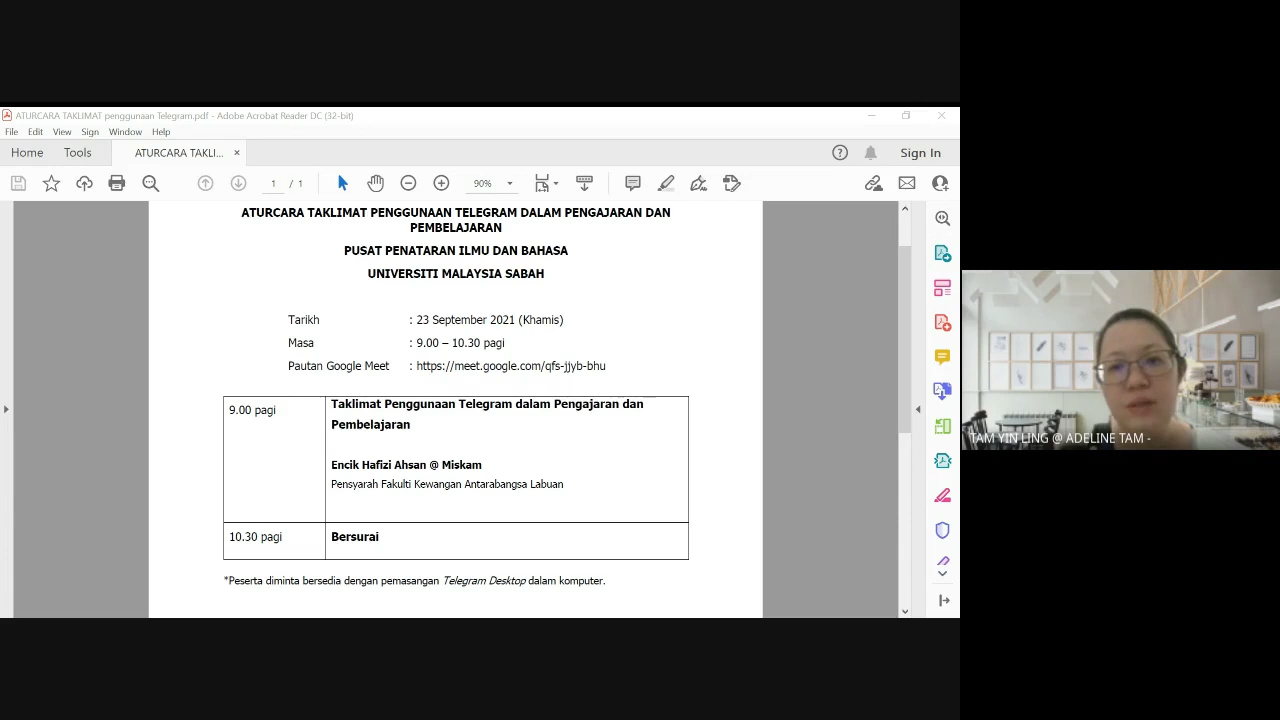 ATURCARA TAKLIMAT penggunaan Telegram.pdf - Adobe Acrobat Reader DC (32-bit)
File Edit View Sign Window Help
Home Tools ATURCARA TAKLI... × Sign In
1 / 1 90%
ATURCARA TAKLIMAT PENGGUNAAN TELEGRAM DALAM PENGAJARAN DAN
PEMBELAJARAN
PUSAT PENATARAN ILMU DAN BAHASA
UNIVERSITI MALAYSIA SABAH
Tarikh : 23 September 2021 (Khamis)
Masa : 9.00 – 10.30 pagi
Pautan Google Meet : https://meet.google.com/qfs-jjyb-bhu
9.00 pagi
Taklimat Penggunaan Telegram dalam Pengajaran dan
Pembelajaran
Encik Hafizi Ahsan @ Miskam
Pensyarah Fakulti Kewangan Antarabangsa Labuan
10.30 pagi Bersurai
*Peserta diminta bersedia dengan pemasangan Telegram Desktop dalam komputer.
TAM YIN LING @ ADELINE TAM -